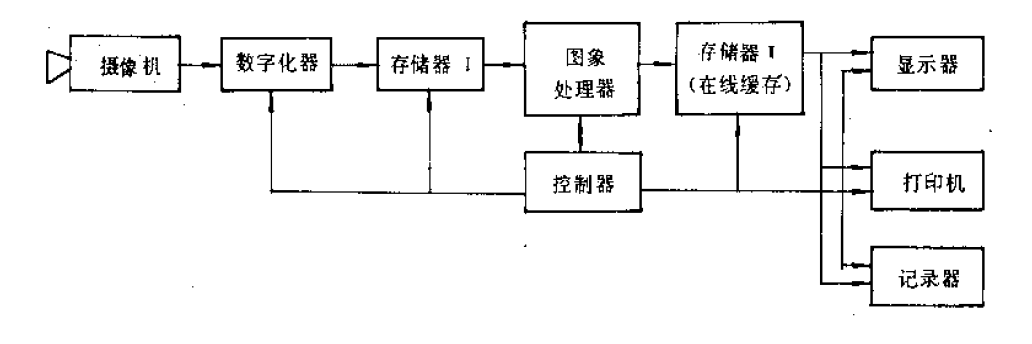 摄像机
数字化器
存储器 I
图象
处理器
存储器 II
(在线缓存)
显示器
控制器
打印机
记录器